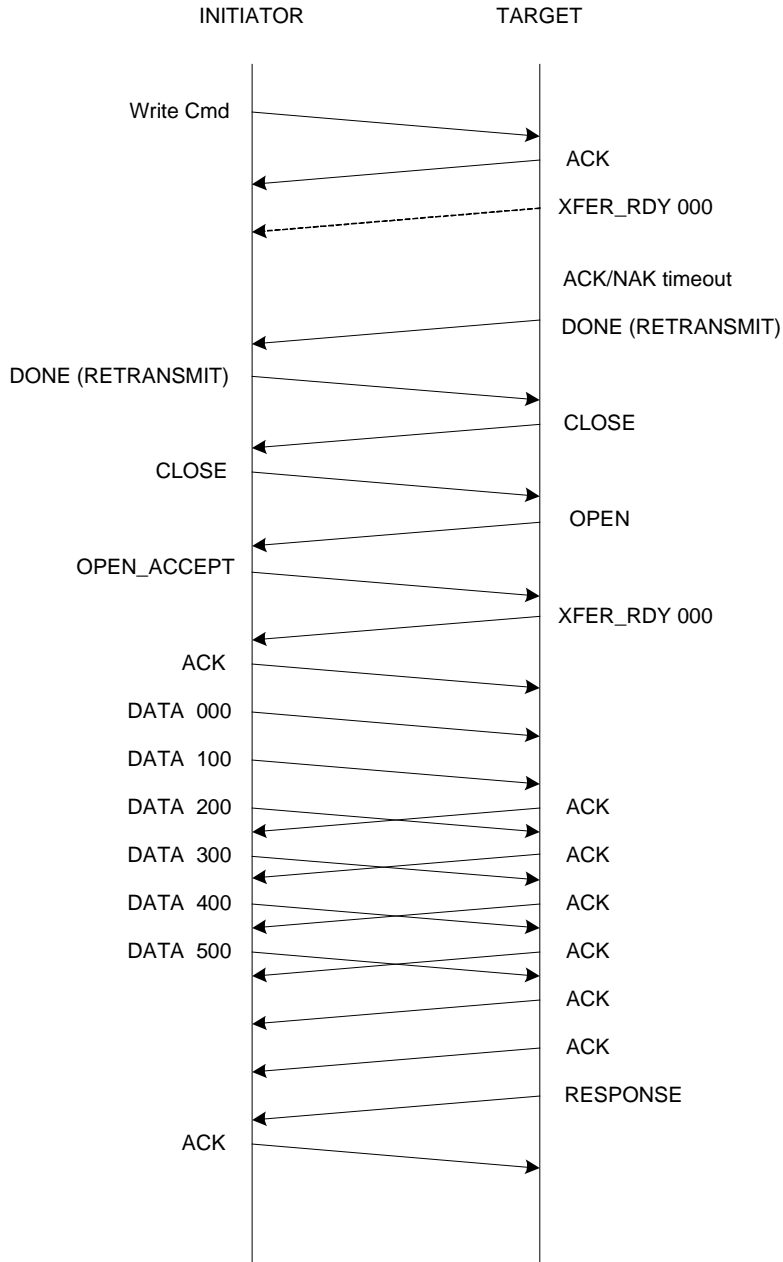 INITIATOR TARGET
Write Cmd
ACK
XFER_RDY 000
ACK/NAK timeout
DONE (RETRANSMIT)
DONE (RETRANSMIT)
CLOSE
CLOSE
OPEN
OPEN_ACCEPT
XFER_RDY 000
ACK
DATA 000
DATA 100
DATA 200 ACK
DATA 300 ACK
DATA 400 ACK
DATA 500 ACK
ACK
ACK
RESPONSE
ACK